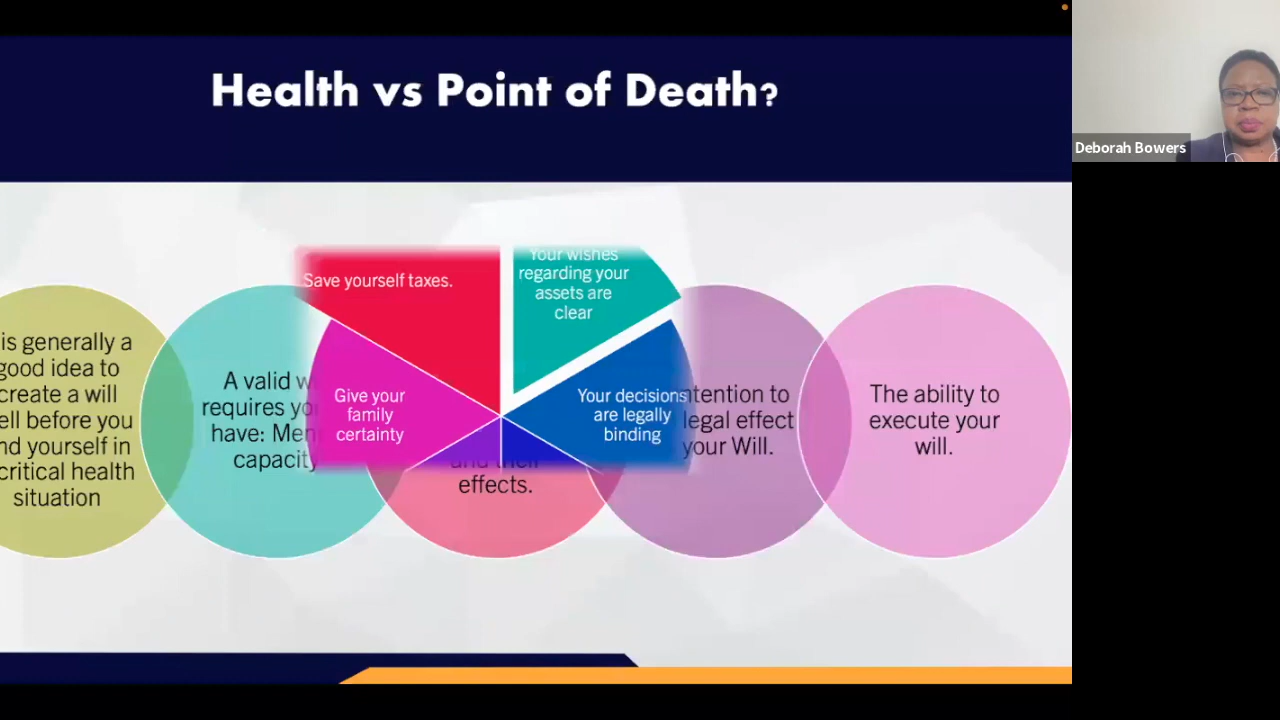 Health vs Point of Death?
Deborah Bowers
is generally a
good idea to
create a will
ell before you
nd yourself in
critical health
situation
A valid w
requires yo
have: Men
capacity
Save yourself taxes.
Your wishes
regarding your
assets are
clear
Give your
family
certainty
Your decisions
are legally
binding
and their
effects.
ntention to
legal effect
your Will.
The ability to
execute your
will.